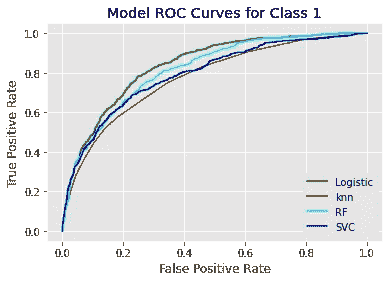 Model ROC Curves for Class 1
True Positive Rate
1.0
0.8
0.6
0.4
0.2
0.0
Logistic
knn
RF
SVC
0.0 0.2 0.4 0.6 0.8 1.0
False Positive Rate